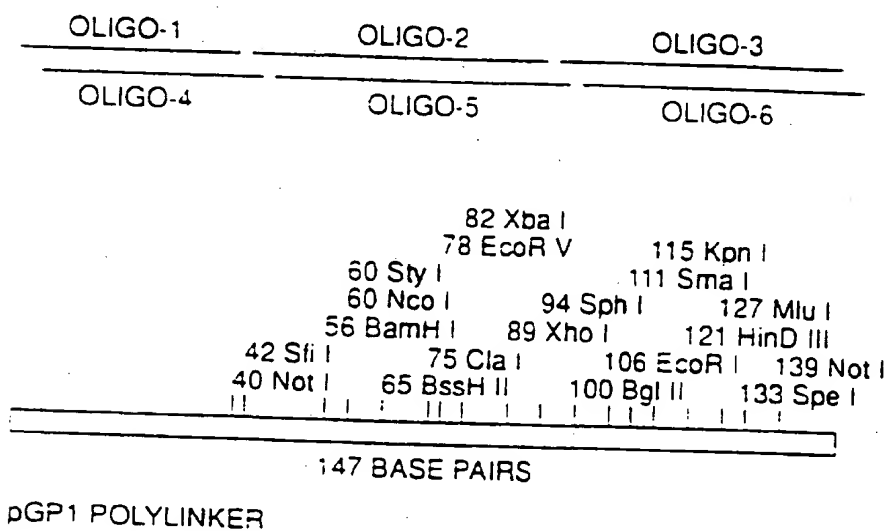 OLIGO-1 OLIGO-2 OLIGO-3
OLIGO-4 OLIGO-5 OLIGO-6
82 Xba I
78 EcoR V 115 Kpn I
60 Sty I 111 Sma I
60 Nco I 94 Sph I 127 Mlu I
56 BamH I 89 Xho I 121 HinD III
42 Sfi I 75 Cla I 106 EcoR I 139 Not I
40 Not I 65 BssH II 100 Bgl II 133 Spe I
147 BASE PAIRS
pGP1 POLYLINKER